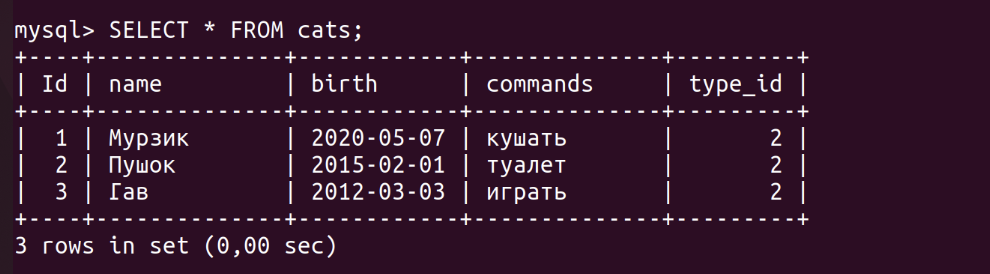 mysql> SELECT * FROM cats;
+----+--------------+------------+--------------+---------+
| Id | name         | birth      | commands     | type_id |
+----+--------------+------------+--------------+---------+
|  1 | Мурзик       | 2020-05-07 | кушать       |       2 |
|  2 | Пушок        | 2015-02-01 | туалет       |       2 |
|  3 | Гав          | 2012-03-03 | играть       |       2 |
+----+--------------+------------+--------------+---------+
3 rows in set (0,00 sec)